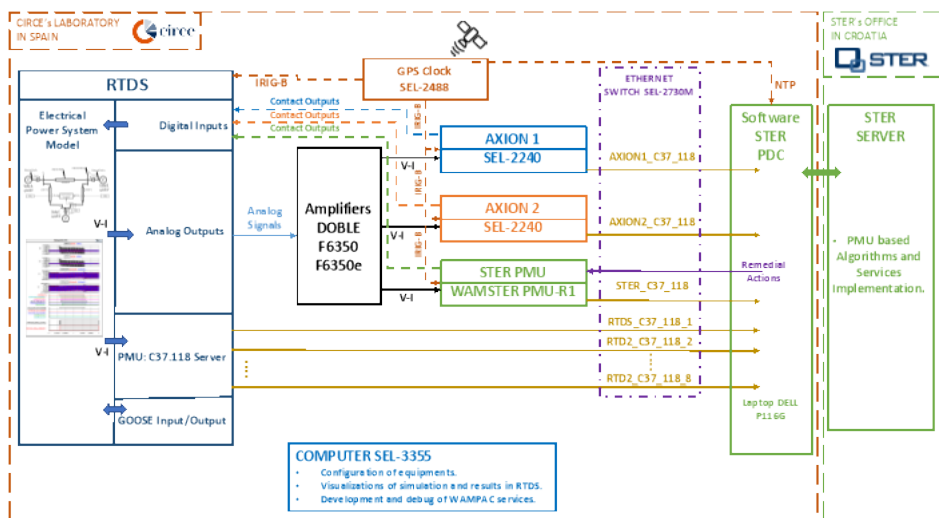 CIRCE's LABORATORY
IN SPAIN
circe
STER's OFFICE
IN CROATIA
STER
GPS Clock
SEL-2488
IRIG-B
NTP
ETHERNET
SWITCH SEL-2730M
RTDS
Electrical
Power System
Model
V-I
V-I
Digital Inputs
Analog Outputs
PMU: C37.118 Server
GOOSE Input/Output
Contact Outputs
Contact Outputs
Contact Outputs
Analog
Signals
Amplifiers
DOBLE
F6350
F6350e
V-I
V-I
V-I
IRIG-B
IRIG-B
IRIG-B
AXION 1
SEL-2240
AXION 2
SEL-2240
STER PMU
WAMSTER PMU-R1
AXION1_C37_118
AXION2_C37_118
Remedial
Actions
STER_C37_118
RTDS_C37_118_1
RTD2_C37_118_2
RTD2_C37_118_8
Software
STER
PDC
Laptop DELL
P116G
STER
SERVER
• PMU based
Algorithms and
Services
Implementation.
COMPUTER SEL-3355
• Configuration of equipments.
• Visualizations of simulation and results in RTDS.
• Development and debug of WAMPAC services.